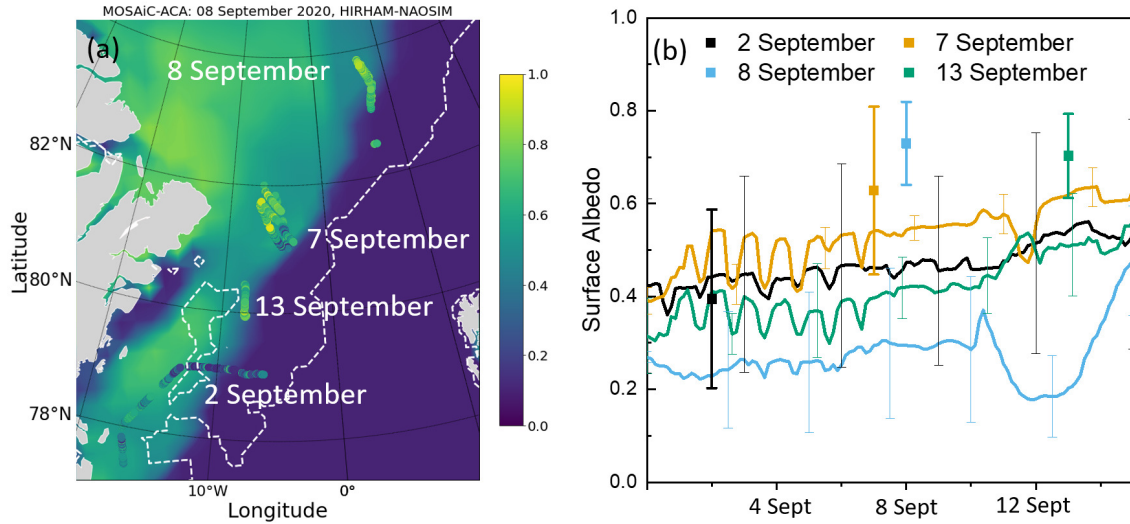 MOSAiC-ACA: 08 September 2020, HIRHAM-NAOSIM
(a)
8 September
7 September
13 September
2 September
82°N
80°N
78°N
Latitude
10°W
0°
Longitude
1.0
0.8
0.6
0.4
0.2
0.0
(b)
2 September
7 September
8 September
13 September
1.0
0.8
0.6
0.4
0.2
0.0
Surface Albedo
4 Sept
8 Sept
12 Sept